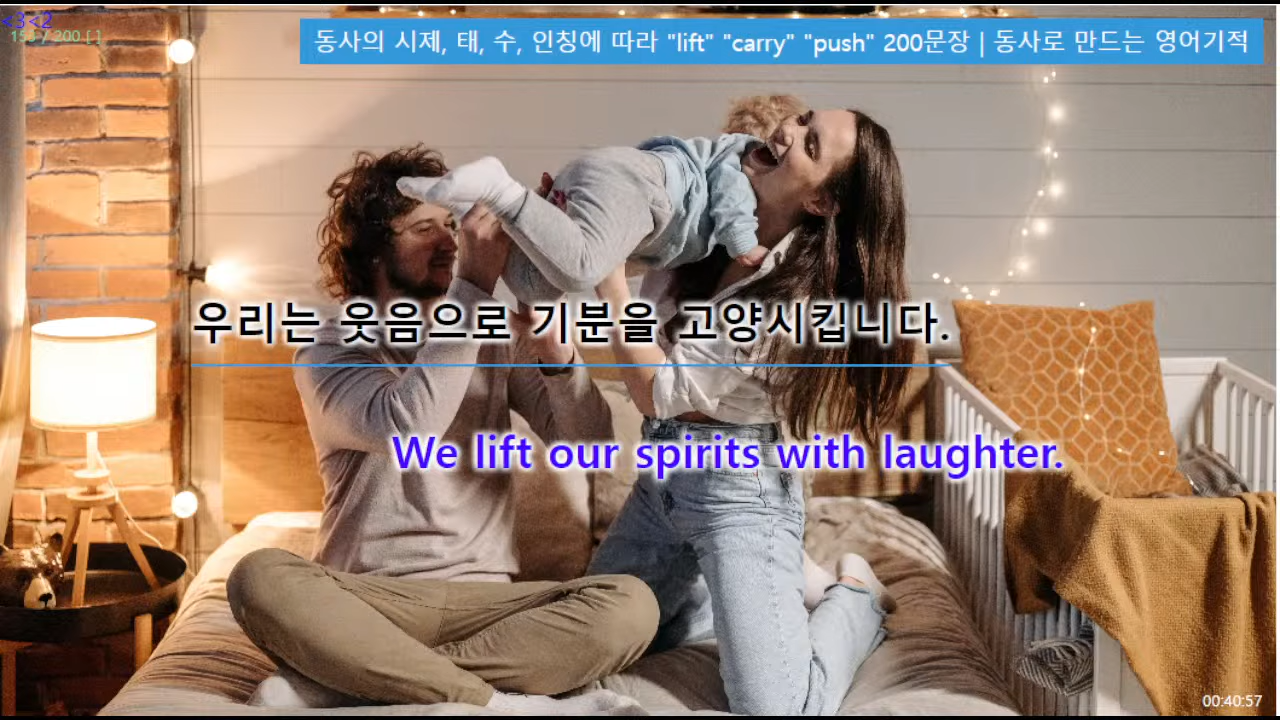 <3<2
/ 200 [ ]
동사의 시제, 태, 수, 인칭에 따라 "lift" "carry" "push" 200문장 | 동사로 만드는 영어기적
우리는 웃음으로 기분을 고양시킵니다.
We lift our spirits with laughter.
00:40:57